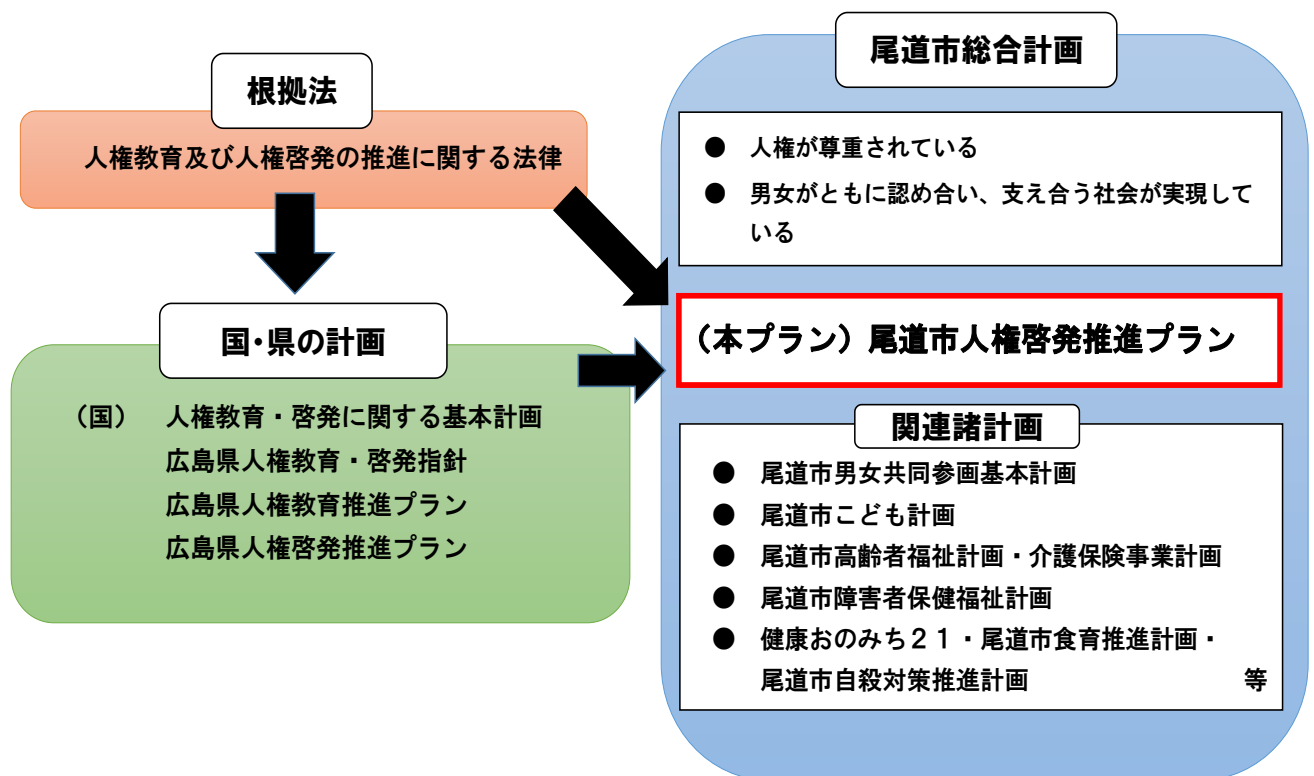 根拠法
人権教育及び人権啓発の推進に関する法律
国・県の計画
(国) 人権教育・啓発に関する基本計画
広島県人権教育・啓発指針
広島県人権教育推進プラン
広島県人権啓発推進プラン
尾道市総合計画
● 人権が尊重されている
● 男女がともに認め合い、支え合う社会が実現して
いる
(本プラン)尾道市人権啓発推進プラン
関連諸計画
● 尾道市男女共同参画基本計画
● 尾道市こども計画
● 尾道市高齢者福祉計画・介護保険事業計画
● 尾道市障害者保健福祉計画
● 健康おのみち21・尾道市食育推進計画・
尾道市自殺対策推進計画 等